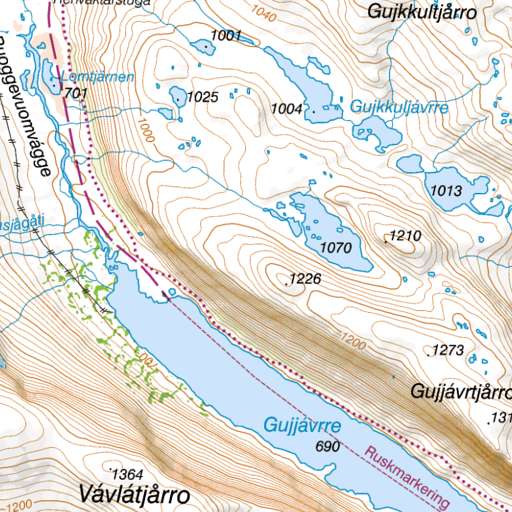 Gujkkultjårro
1040
1001
Lomtjärnen
701
1025
1004
Gujkkuljávrre
1000
1013
1210
1070
1226
1200
1273
Gujjávrtjårro
Gujjávrre
690
Ruskmarkering
1364
Vávlátjårro
1200